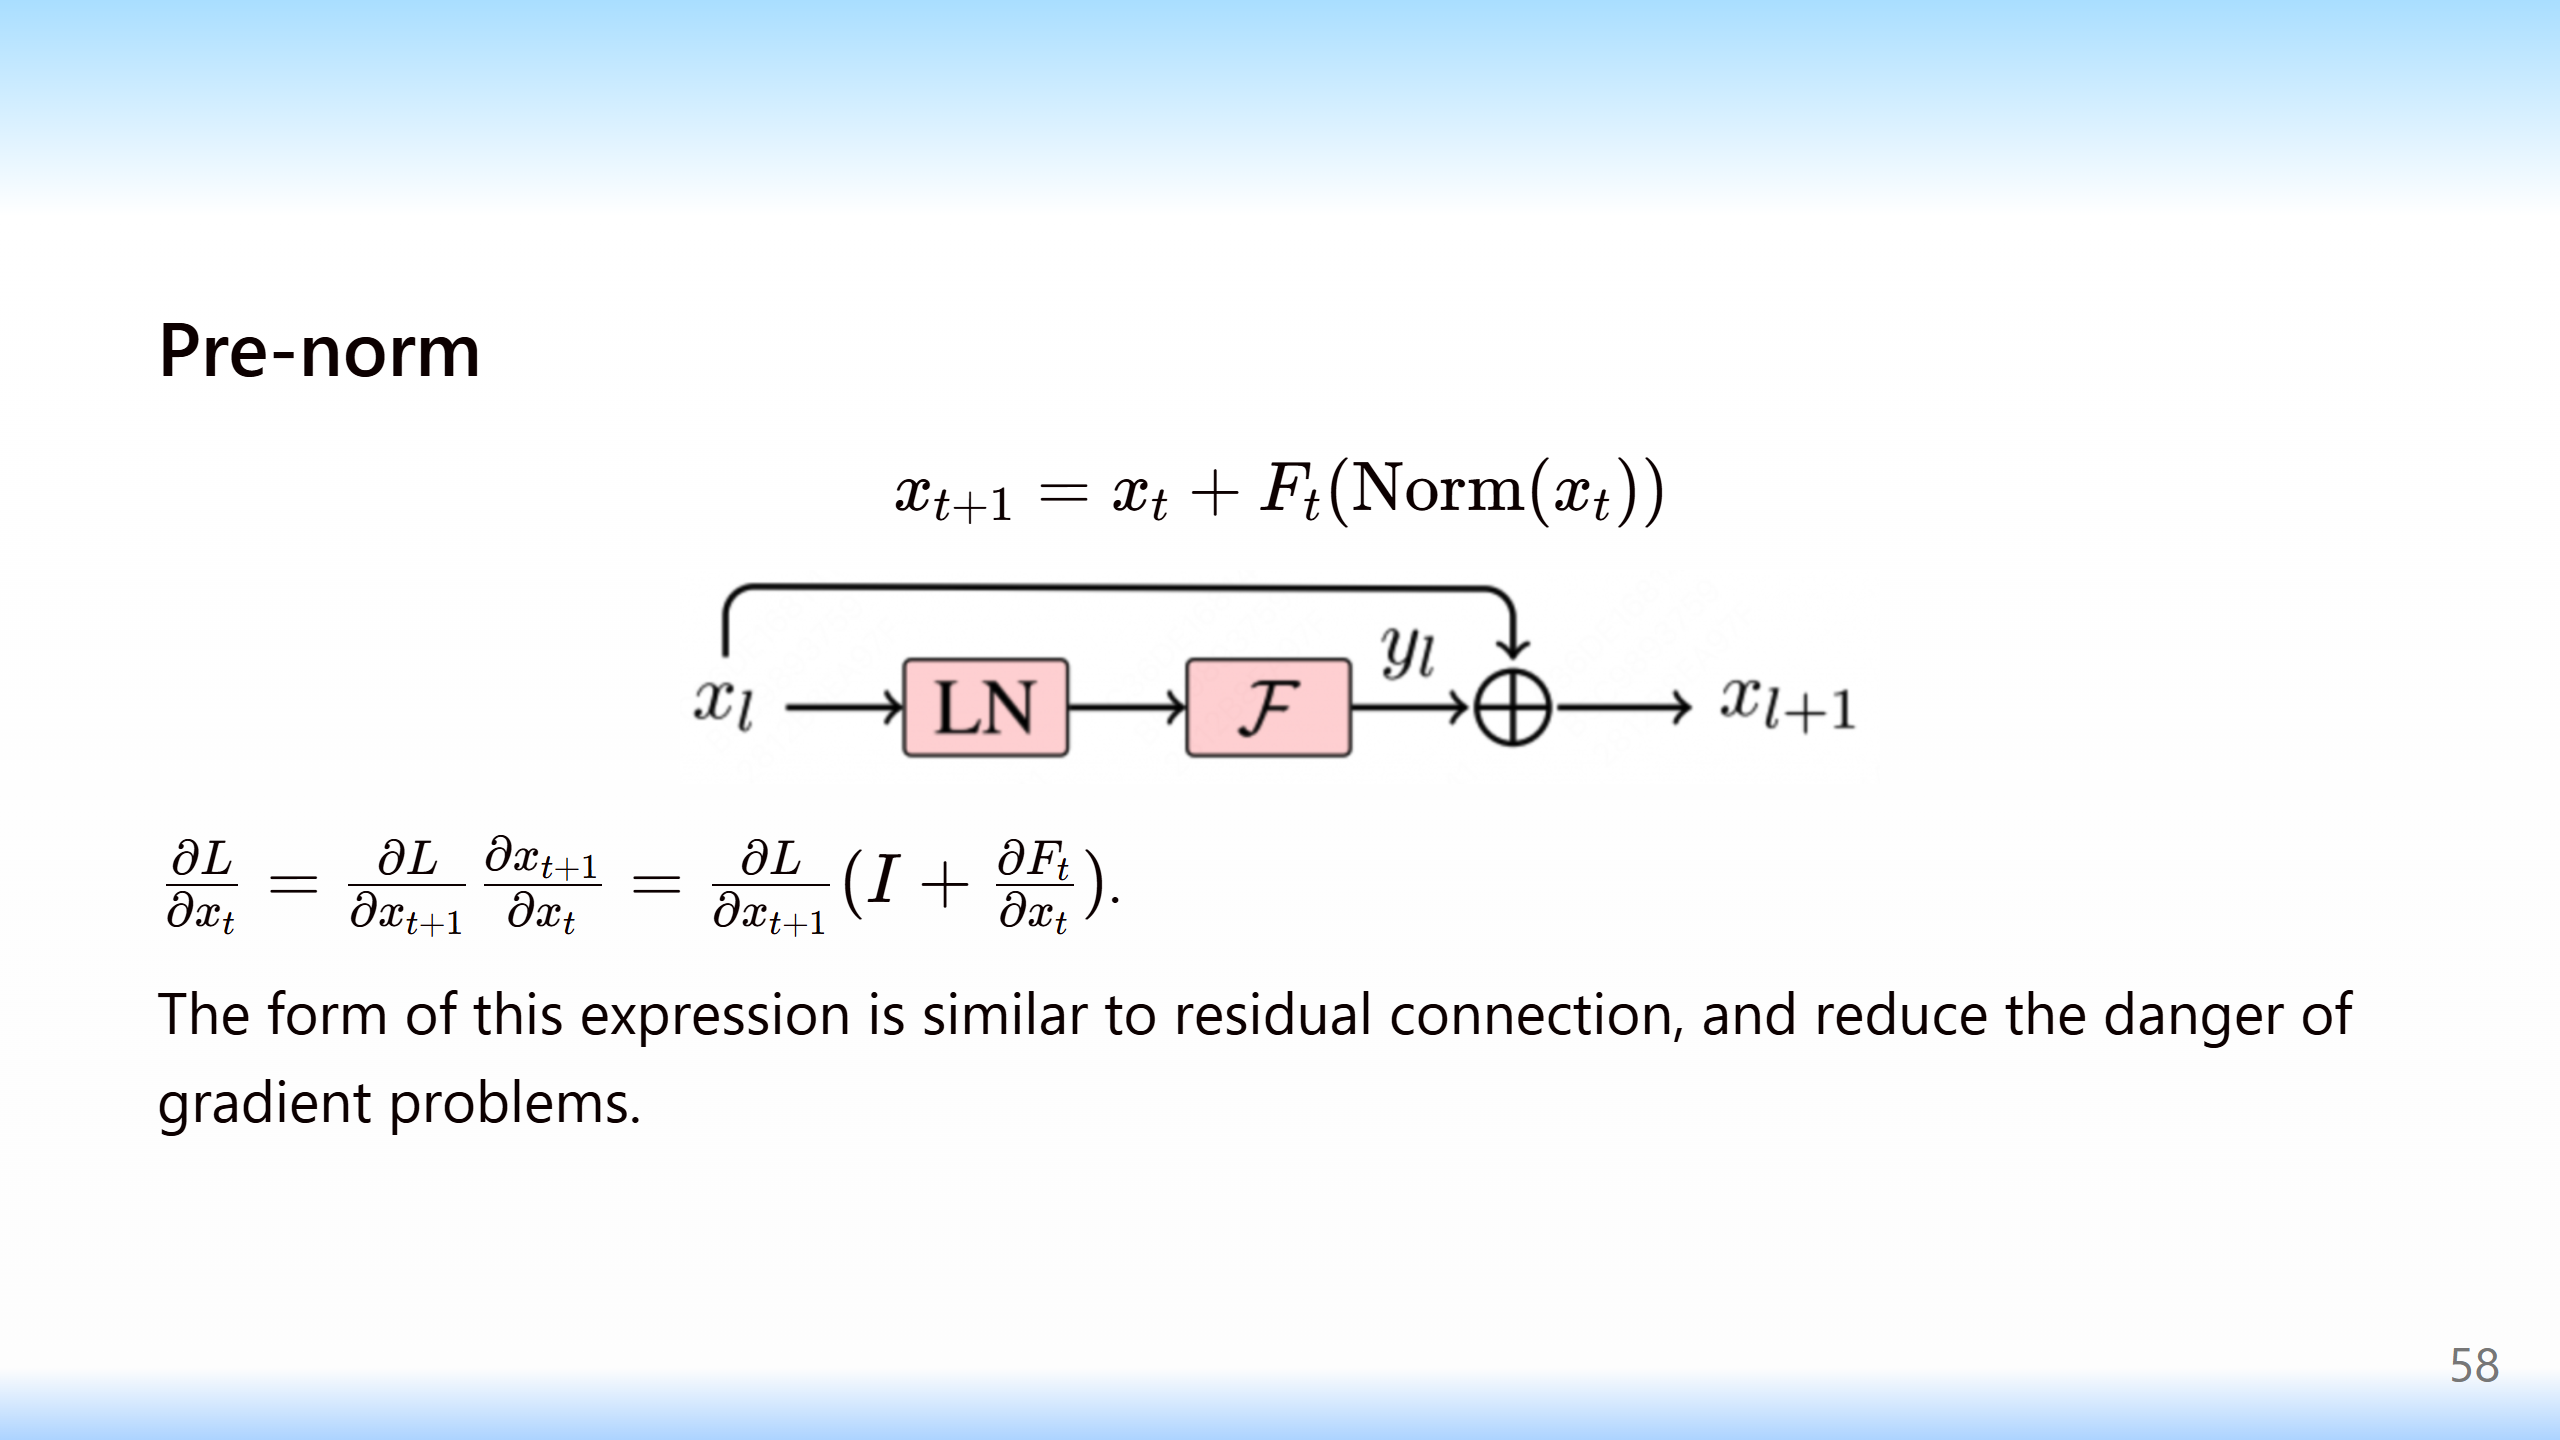 Pre-norm
x_{t+1} = x_t + F_t(Norm(x_t))
x_l LN ℱ y_l ⊕ x_{l+1}
∂L/∂x_t = ∂L/∂x_{t+1} ∂x_{t+1}/∂x_t = ∂L/∂x_{t+1} (I + ∂F_t/∂x_t).
The form of this expression is similar to residual connection, and reduce the danger of
gradient problems.
58